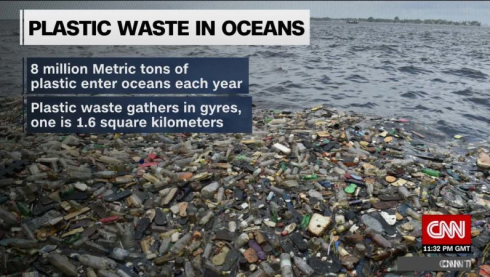 PLASTIC WASTE IN OCEANS
8 million Metric tons of
plastic enter oceans each year
Plastic waste gathers in gyres,
one is 1.6 square kilometers
CNN
11:32 PM GMT